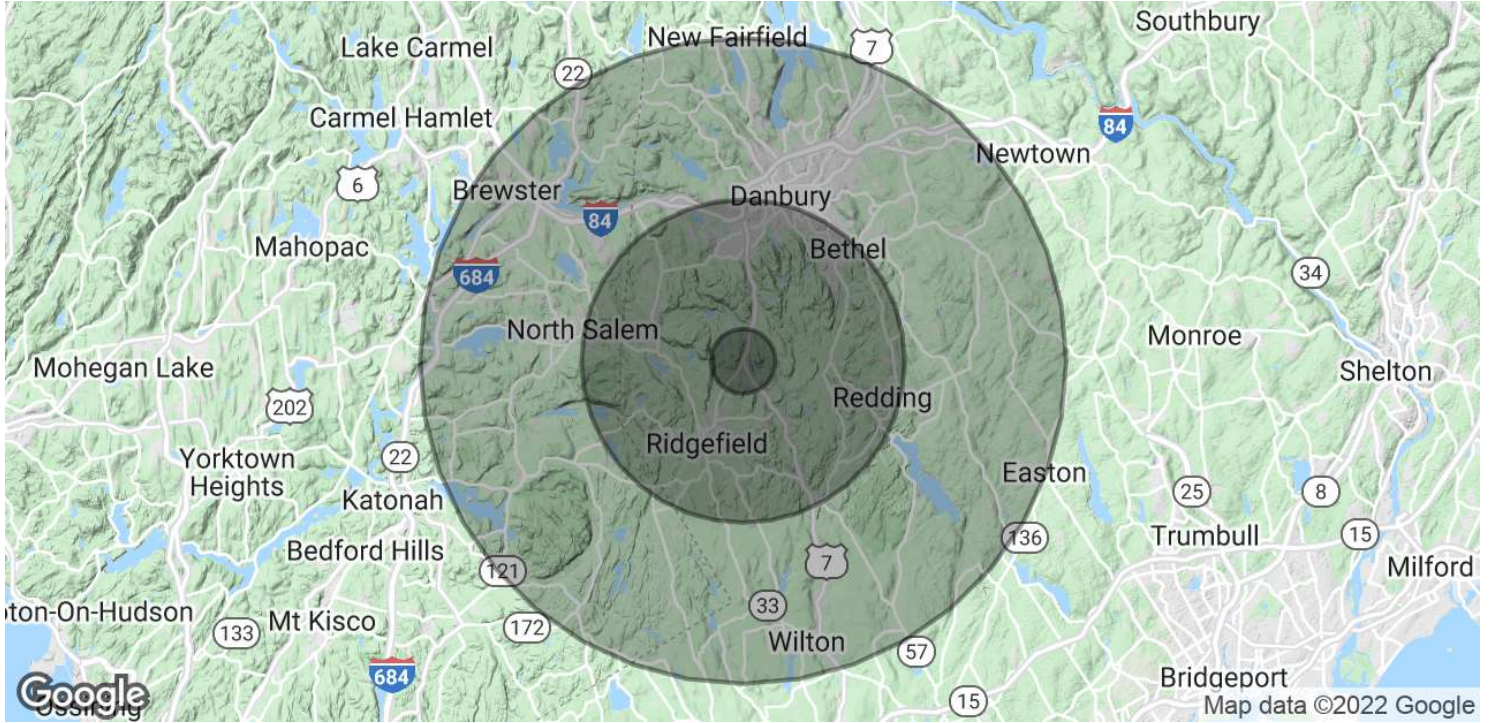 Southbury
New Fairfield
7
Lake Carmel
22
Carmel Hamlet
84
Newtown
6
Brewster
Danbury
84
Mahopac
Bethel
684
34
North Salem
Monroe
Mohegan Lake
Shelton
202
Redding
Ridgefield
22
Yorktown
Heights
Easton
Katonah
25
8
Trumbull
15
136
Bedford Hills
121
7
Milford
oton-On-Hudson
33
133
Mt Kisco
172
Wilton
57
684
Bridgeport
15
Google
Map data ©2022 Google